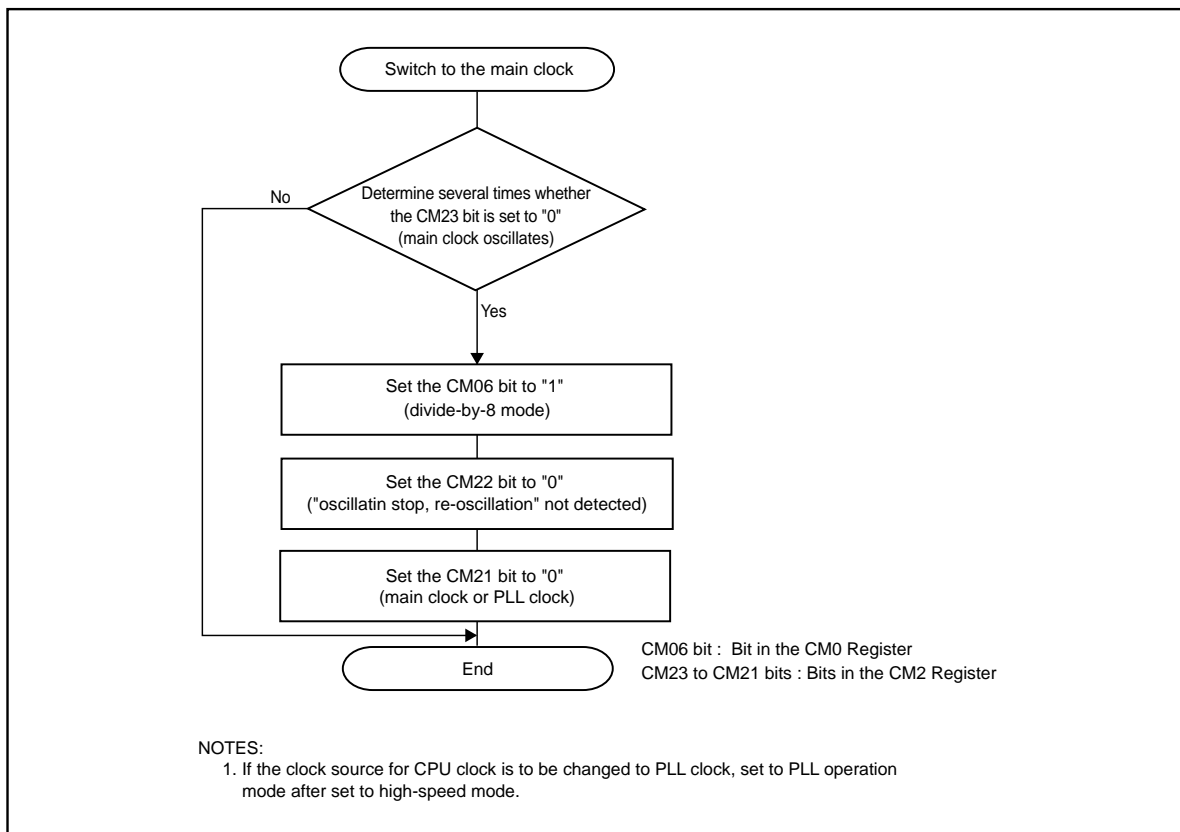 Switch to the main clock
No
Determine several times whether
the CM23 bit is set to "0"
(main clock oscillates)
Yes
Set the CM06 bit to "1"
(divide-by-8 mode)
Set the CM22 bit to "0"
("oscillatin stop, re-oscillation" not detected)
Set the CM21 bit to "0"
(main clock or PLL clock)
End
CM06 bit : Bit in the CM0 Register
CM23 to CM21 bits : Bits in the CM2 Register
NOTES:
1. If the clock source for CPU clock is to be changed to PLL clock, set to PLL operation
mode after set to high-speed mode.